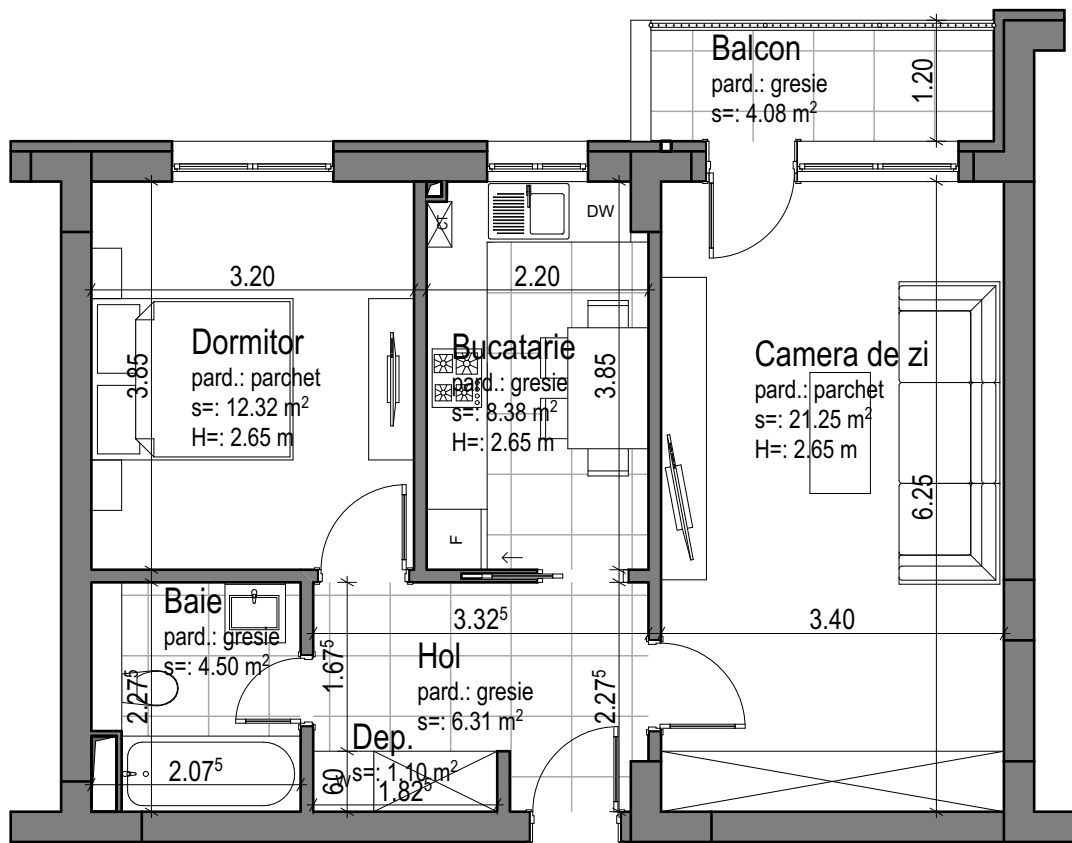 Balcon
pard.: gresie
s=: 4.08 m²
1.20
CT
DW
3.20
2.20
Dormitor
pard.: parchet
s=: 12.32 m²
H=: 2.65 m
3.85
Bucatarie
pard.: gresie
s=: 8.38 m²
H=: 2.65 m
3.85
Camera de zi
pard.: parchet
s=: 21.25 m²
H=: 2.65 m
6.25
F
Baie
pard.: gresie
s=: 4.50 m²
2.27⁵
2.07⁵
3.32⁵
1.67⁵
Hol
pard.: gresie
s=: 6.31 m²
2.27⁵
3.40
Dep.
s=: 1.10 m²
60
W
1.82⁵